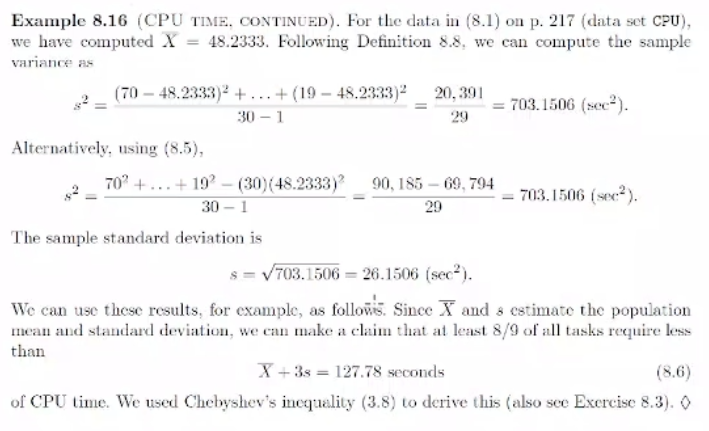 Example 8.16 (CPU TIME, CONTINUED). For the data in (8.1) on p. 217 (data set CPU),
we have computed X̄ = 48.2333. Following Definition 8.8, we can compute the sample
variance as
s² = (70 − 48.2333)² + ... + (19 − 48.2333)² / 30 − 1 = 20,391 / 29 = 703.1506 (sec²).
Alternatively, using (8.5),
s² = 70² + ... + 19² − (30)(48.2333)² / 30 − 1 = 90,185 − 69,794 / 29 = 703.1506 (sec²).
The sample standard deviation is
s = √703.1506 = 26.1506 (sec²).
We can use these results, for example, as follows. Since X̄ and s estimate the population
mean and standard deviation, we can make a claim that at least 8/9 of all tasks require less
than
X̄ + 3s = 127.78 seconds (8.6)
of CPU time. We used Chebyshev's inequality (3.8) to derive this (also see Exercise 8.3). ◊